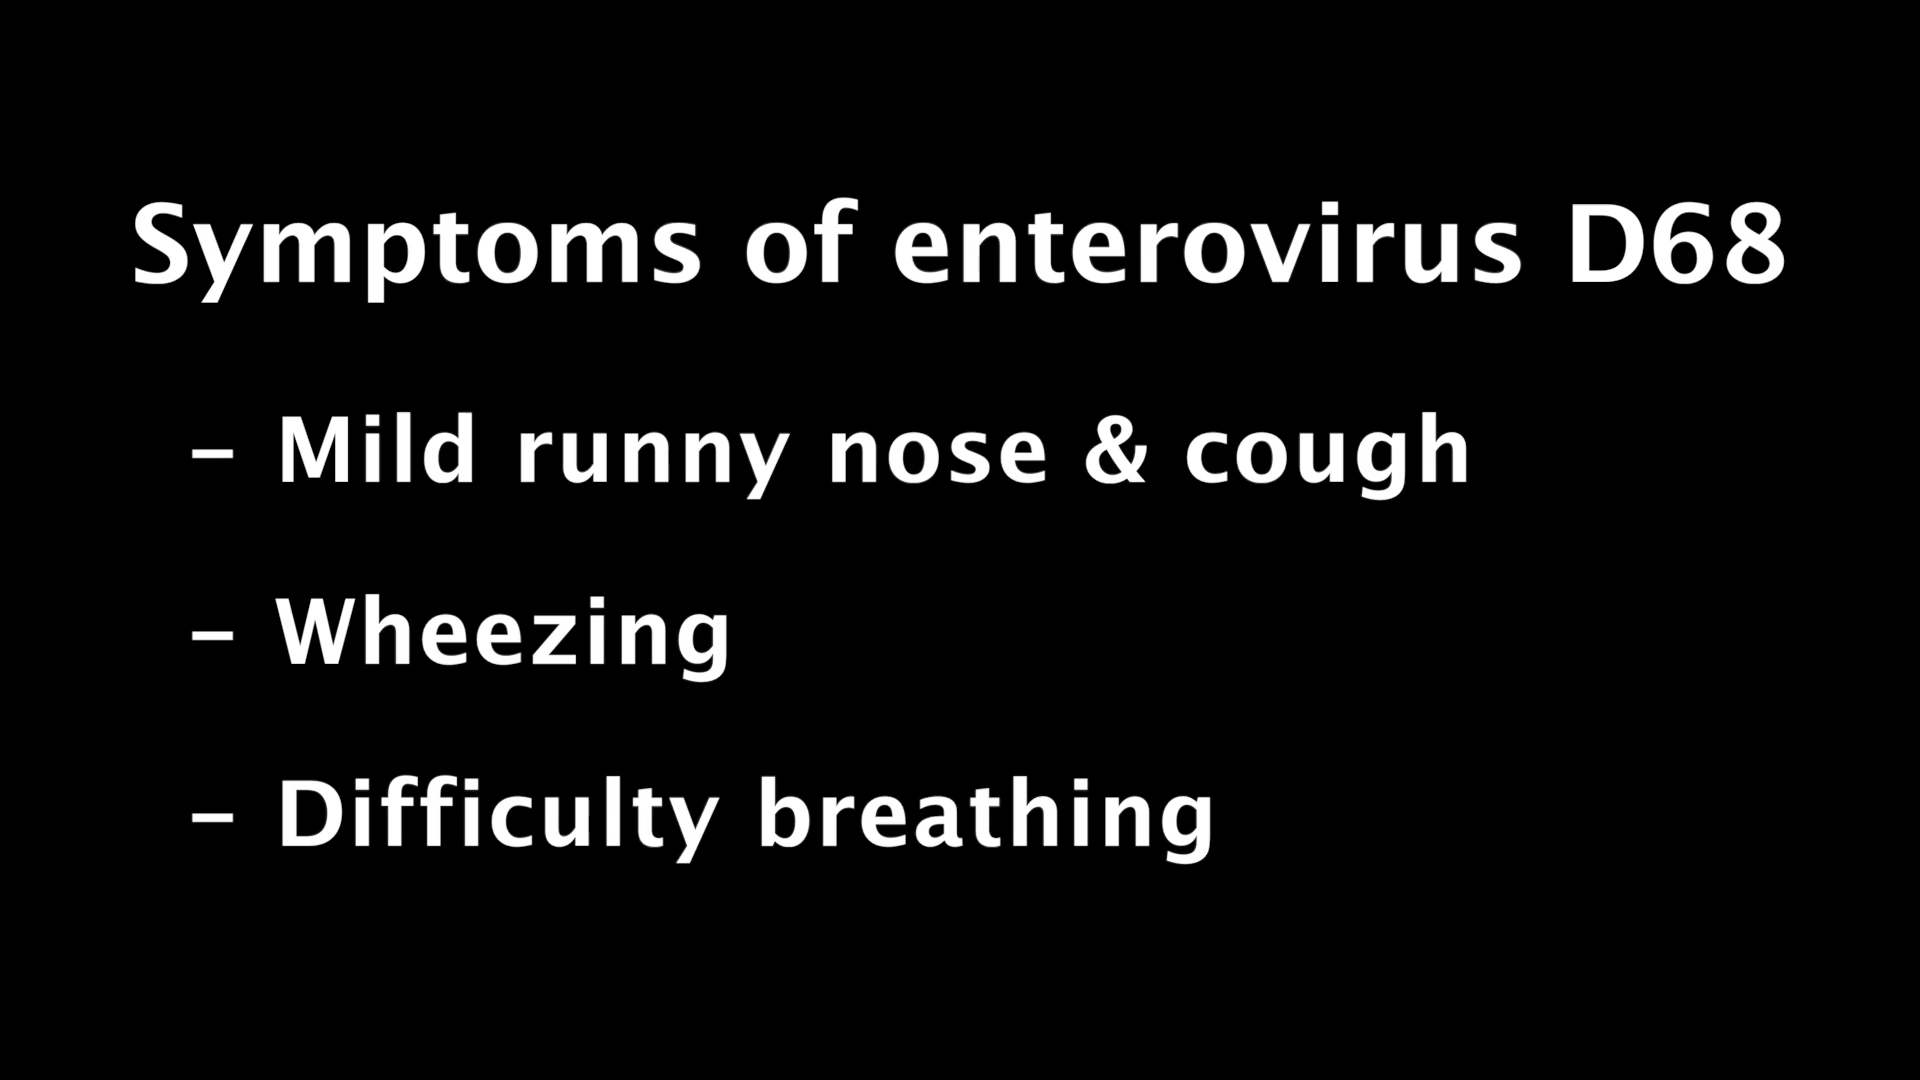 Symptoms of enterovirus D68
– Mild runny nose & cough
– Wheezing
– Difficulty breathing